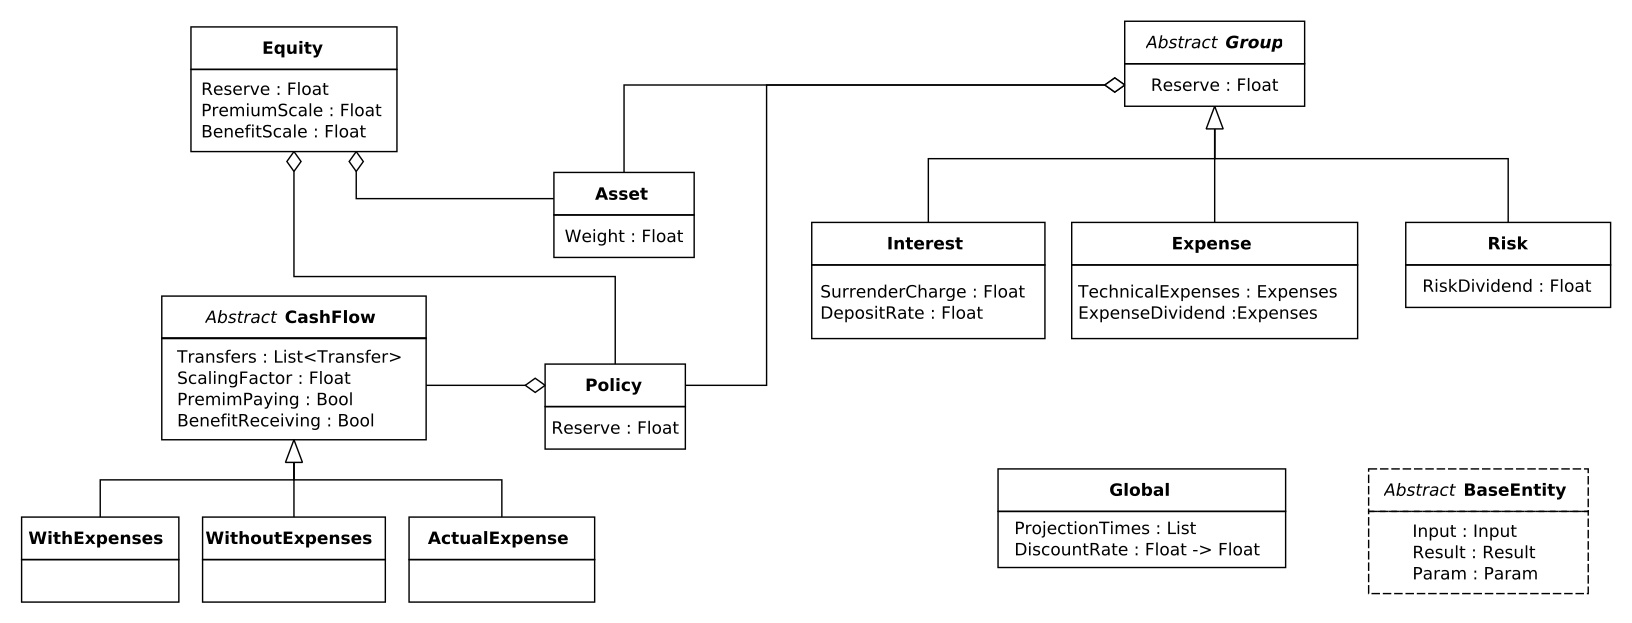 Equity
Reserve : Float
PremiumScale : Float
BenefitScale : Float
Abstract Group
Reserve : Float
Asset
Weight : Float
Interest
SurrenderCharge : Float
DepositRate : Float
Expense
TechnicalExpenses : Expenses
ExpenseDividend :Expenses
Risk
RiskDividend : Float
Abstract CashFlow
Transfers : List<Transfer>
ScalingFactor : Float
PremimPaying : Bool
BenefitReceiving : Bool
Policy
Reserve : Float
WithExpenses
WithoutExpenses
ActualExpense
Global
ProjectionTimes : List
DiscountRate : Float -> Float
Abstract BaseEntity
Input : Input
Result : Result
Param : Param